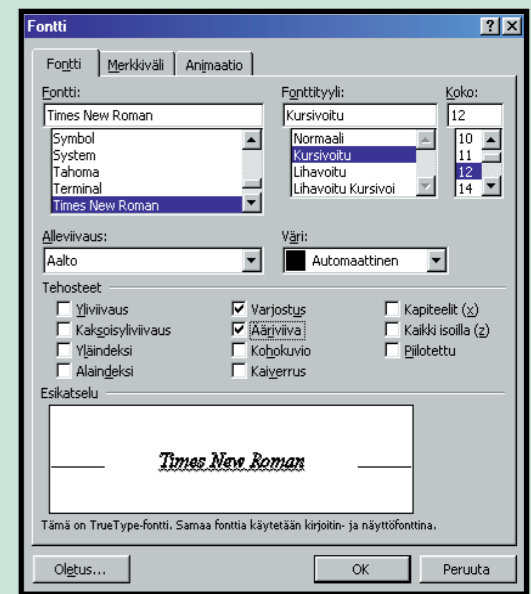 Fontti
Fontti Merkkiväli Animaatio
Fontti: Fonttityyli: Koko:
Times New Roman Kursivoitu 12
Symbol Normaali 10
System Kursivoitu 11
Tahoma Lihavoitu 12
Terminal Lihavoitu Kursivoi 14
Times New Roman
Alleviivaus: Väri:
Aalto Automaattinen
Tehosteet
Yliviivaus Varjostus Kapiteelit (x)
Kaksoisyliviivaus Ääriviiva Kaikki isoilla (z)
Yläindeksi Kohokuvio Piilotettu
Alaindeksi Kaiverrus
Esikatselu
Times New Roman
Tämä on TrueType-fontti. Samaa fonttia käytetään kirjoitin- ja näyttöfonttina.
Oletus... OK Peruuta